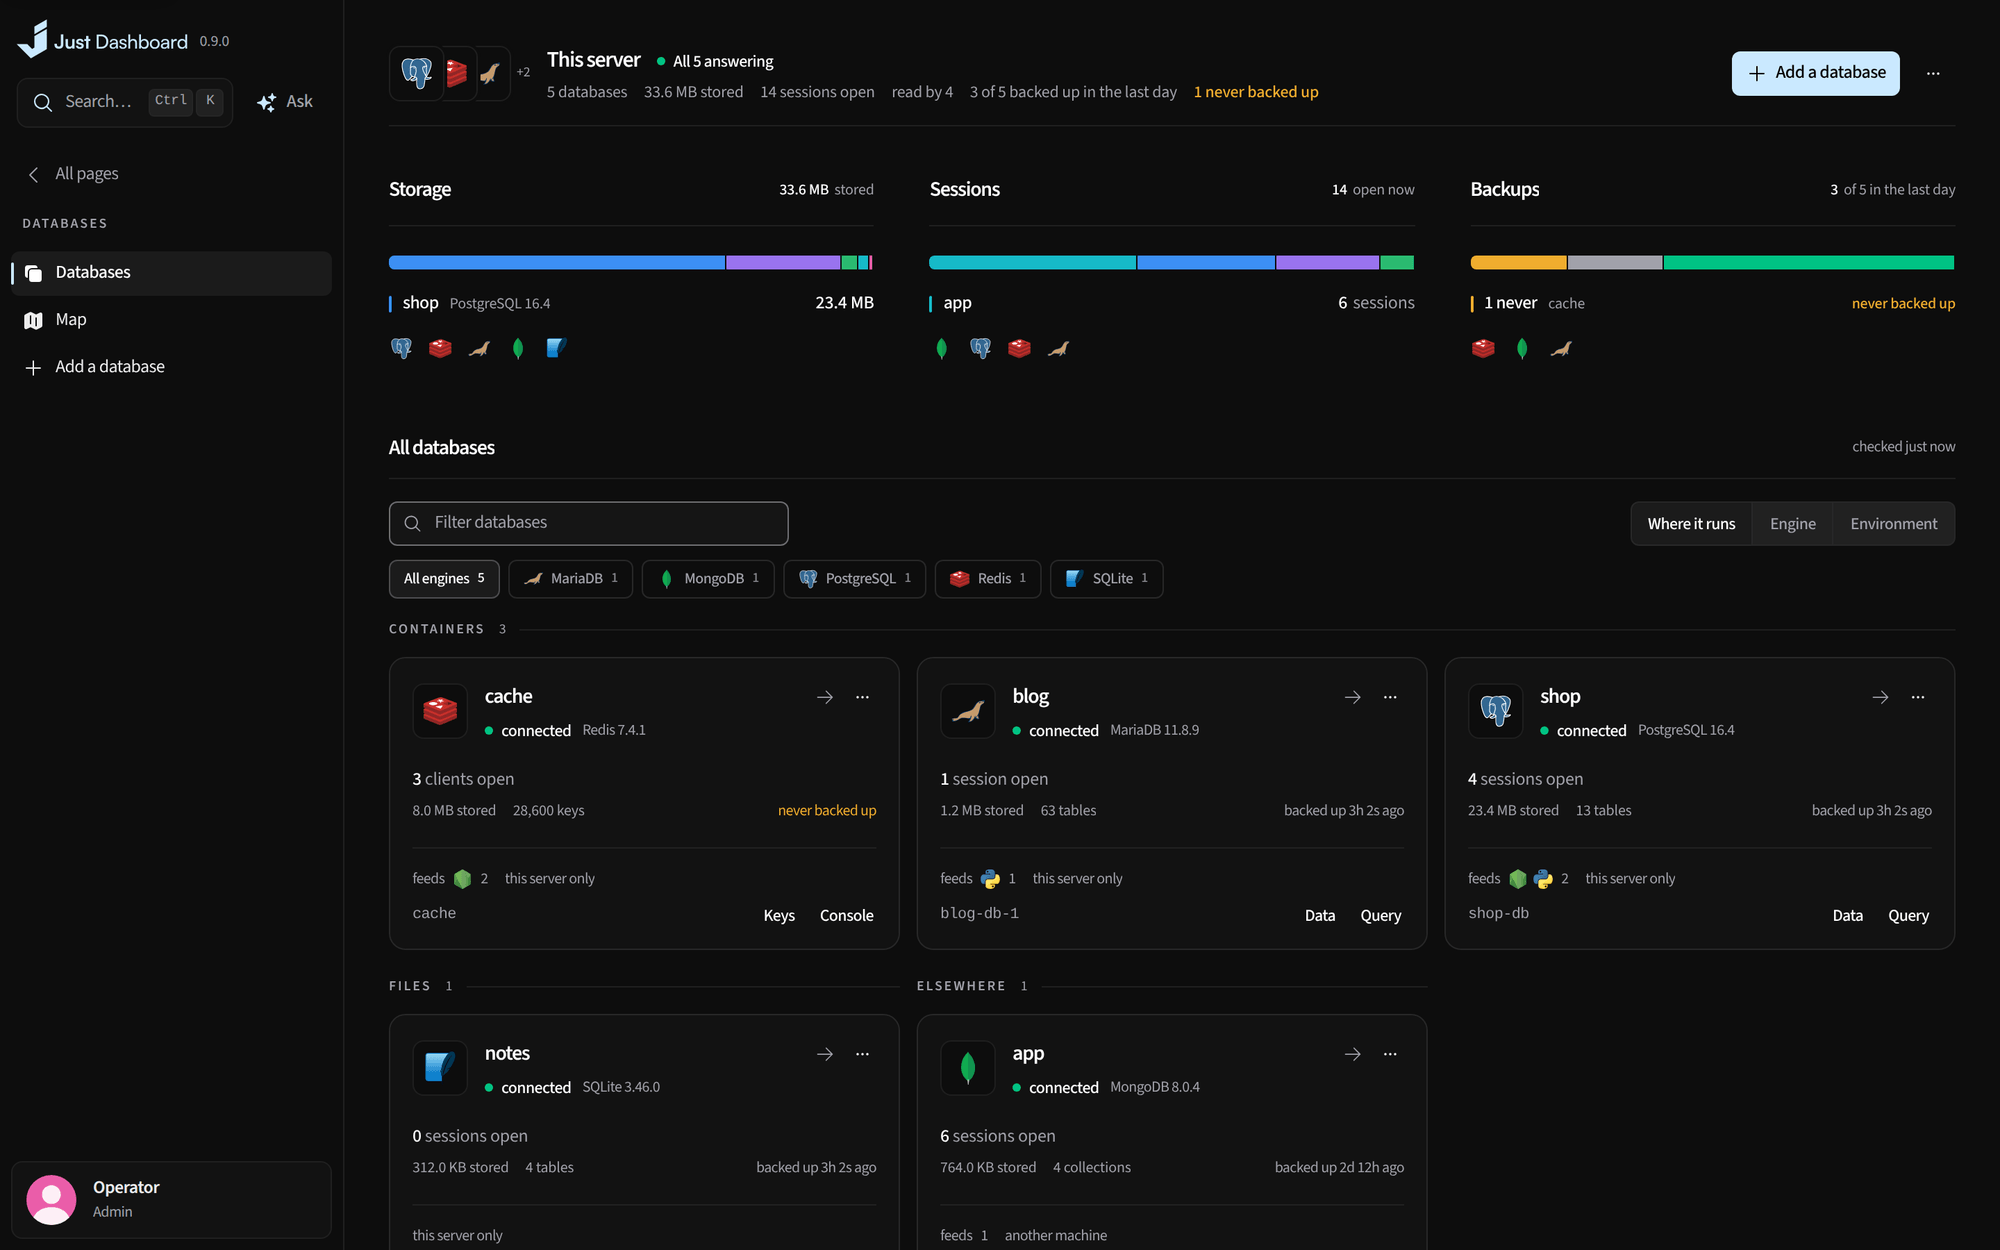 Just Dashboard 0.9.0
Search... Ctrl K
Ask
All pages
DATABASES
Databases
Map
Add a database
Operator
Admin
+2
This server All 5 answering
5 databases 33.6 MB stored 14 sessions open read by 4 3 of 5 backed up in the last day 1 never backed up
Add a database
Storage 33.6 MB stored
shop PostgreSQL 16.4 23.4 MB
Sessions 14 open now
app 6 sessions
Backups 3 of 5 in the last day
1 never cache never backed up
All databases checked just now
Filter databases
Where it runs Engine Environment
All engines 5 MariaDB 1 MongoDB 1 PostgreSQL 1 Redis 1 SQLite 1
CONTAINERS 3
cache
connected Redis 7.4.1
3 clients open
8.0 MB stored 28,600 keys never backed up
feeds 2 this server only
cache Keys Console
blog
connected MariaDB 11.8.9
1 session open
1.2 MB stored 63 tables backed up 3h 2s ago
feeds 1 this server only
blog-db-1 Data Query
shop
connected PostgreSQL 16.4
4 sessions open
23.4 MB stored 13 tables backed up 3h 2s ago
feeds 2 this server only
shop-db Data Query
FILES 1
notes
connected SQLite 3.46.0
0 sessions open
312.0 KB stored 4 tables backed up 3h 2s ago
this server only
ELSEWHERE 1
app
connected MongoDB 8.0.4
6 sessions open
764.0 KB stored 4 collections backed up 2d 12h ago
feeds 1 another machine